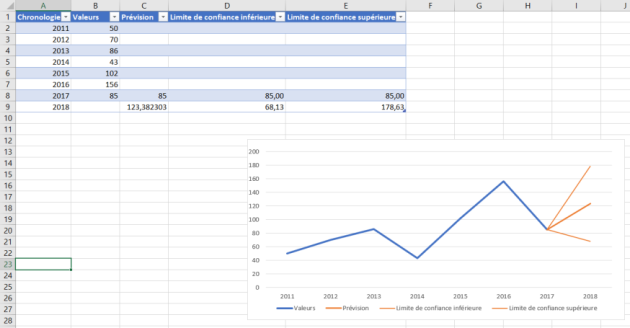 A B C D E F G H I J
1 Chronologie Valeurs Prévision Limite de confiance inférieure Limite de confiance supérieure
2 2011 50
3 2012 70
4 2013 86
5 2014 43
6 2015 102
7 2016 156
8 2017 85 85 85,00 85,00
9 2018 123,382303 68,13 178,63
10
11
12
13
14
15
16
17
18
19
20
21
22
23
24
25
26
27
28
200
180
160
140
120
100
80
60
40
20
0
2011 2012 2013 2014 2015 2016 2017 2018
Valeurs Prévision Limite de confiance inférieure Limite de confiance supérieure